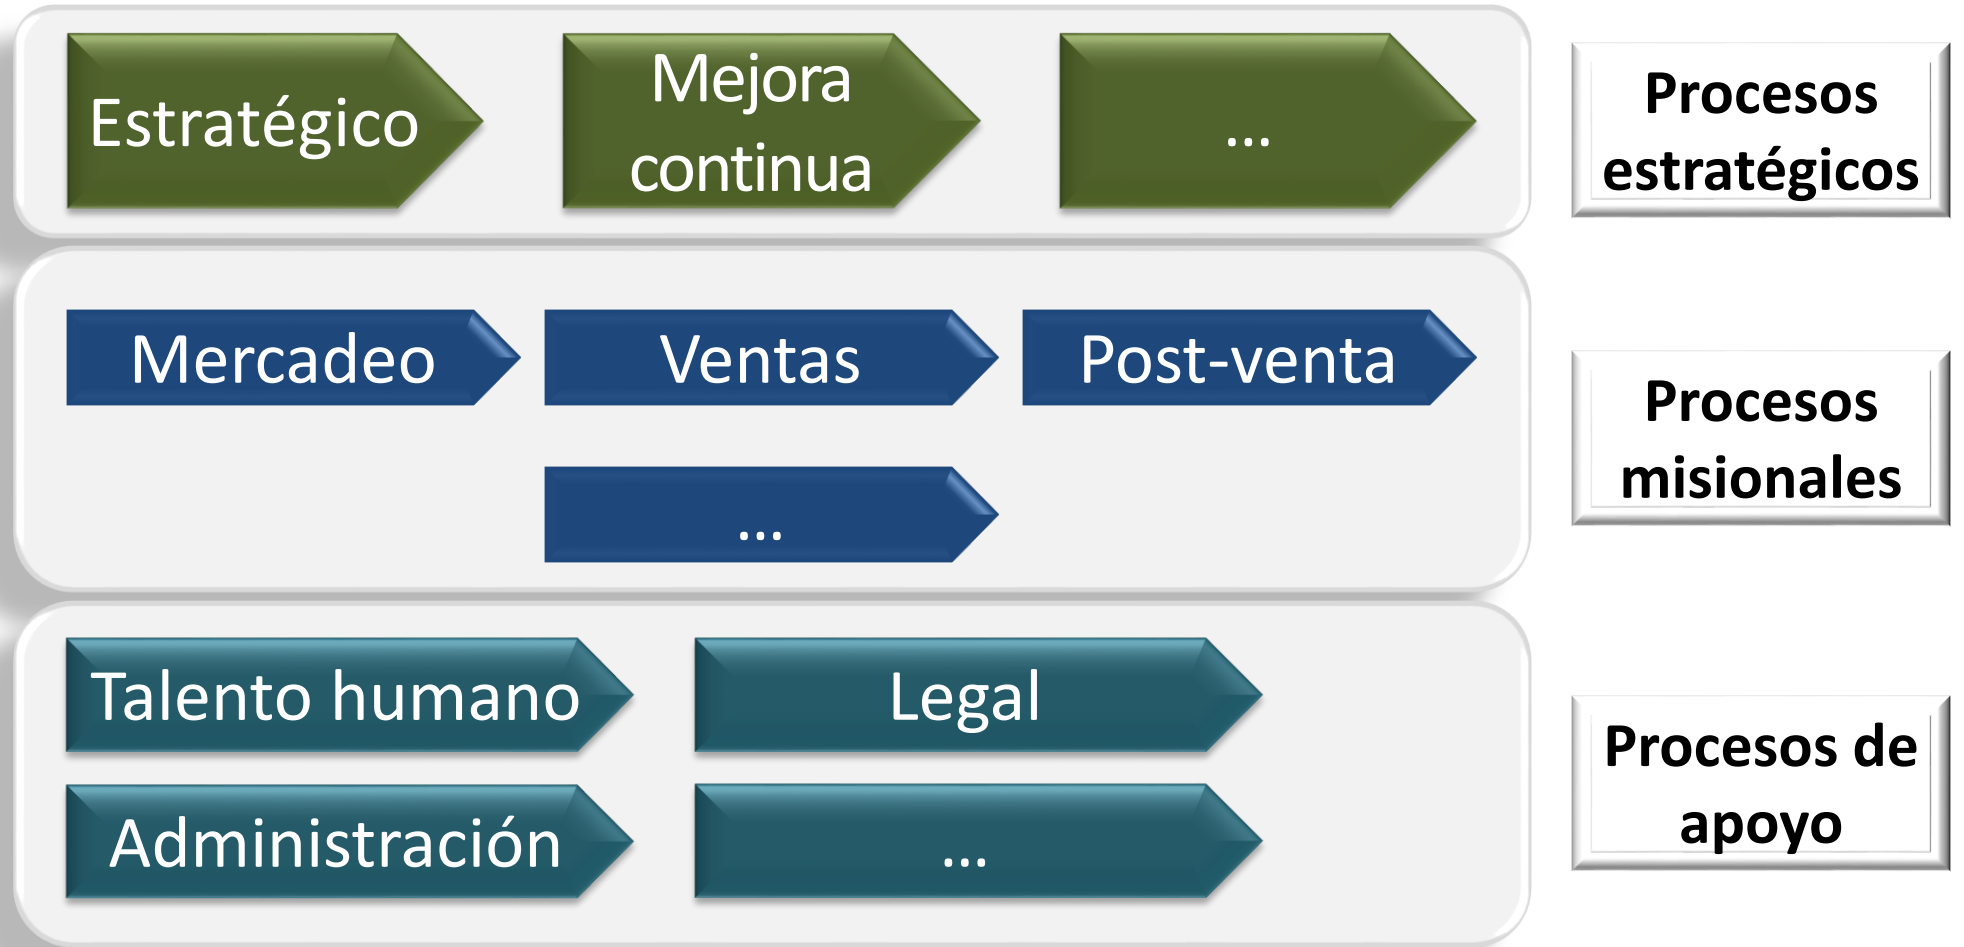 Estratégico
Mejora
continua
...
Procesos
estratégicos
Mercadeo
Ventas
Post-venta
...
Procesos
misionales
Talento humano
Legal
Administración
...
Procesos de
apoyo